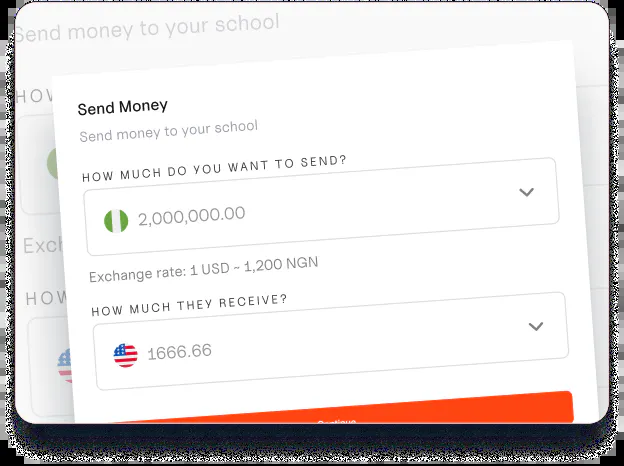 Send money to your school
HOW
Send Money
Send money to your school
HOW MUCH DO YOU WANT TO SEND?
2,000,000.00
Exch
Exchange rate: 1 USD ~ 1,200 NGN
HOW
HOW MUCH THEY RECEIVE?
1666.66
Continue